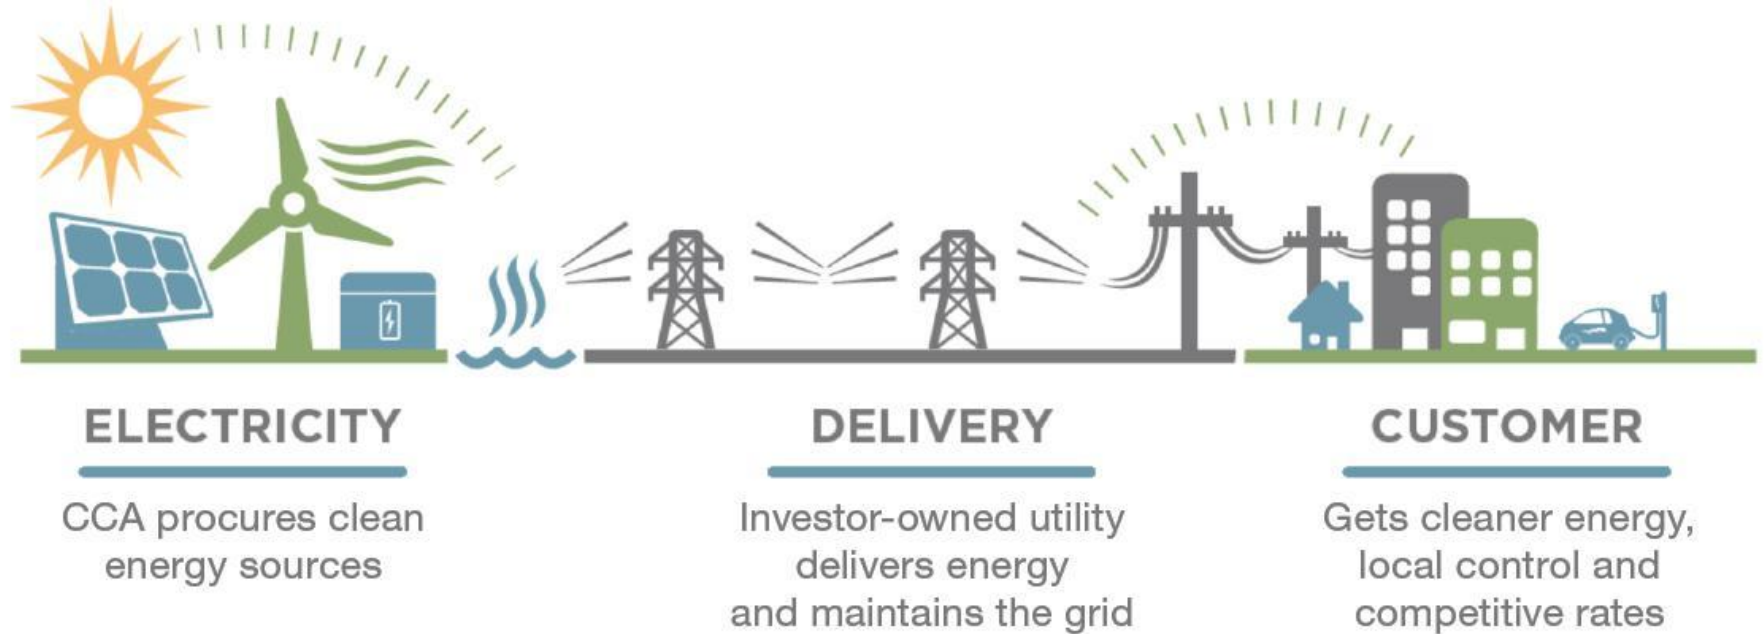 ELECTRICITY
CCA procures clean
energy sources
DELIVERY
Investor-owned utility
delivers energy
and maintains the grid
CUSTOMER
Gets cleaner energy,
local control and
competitive rates